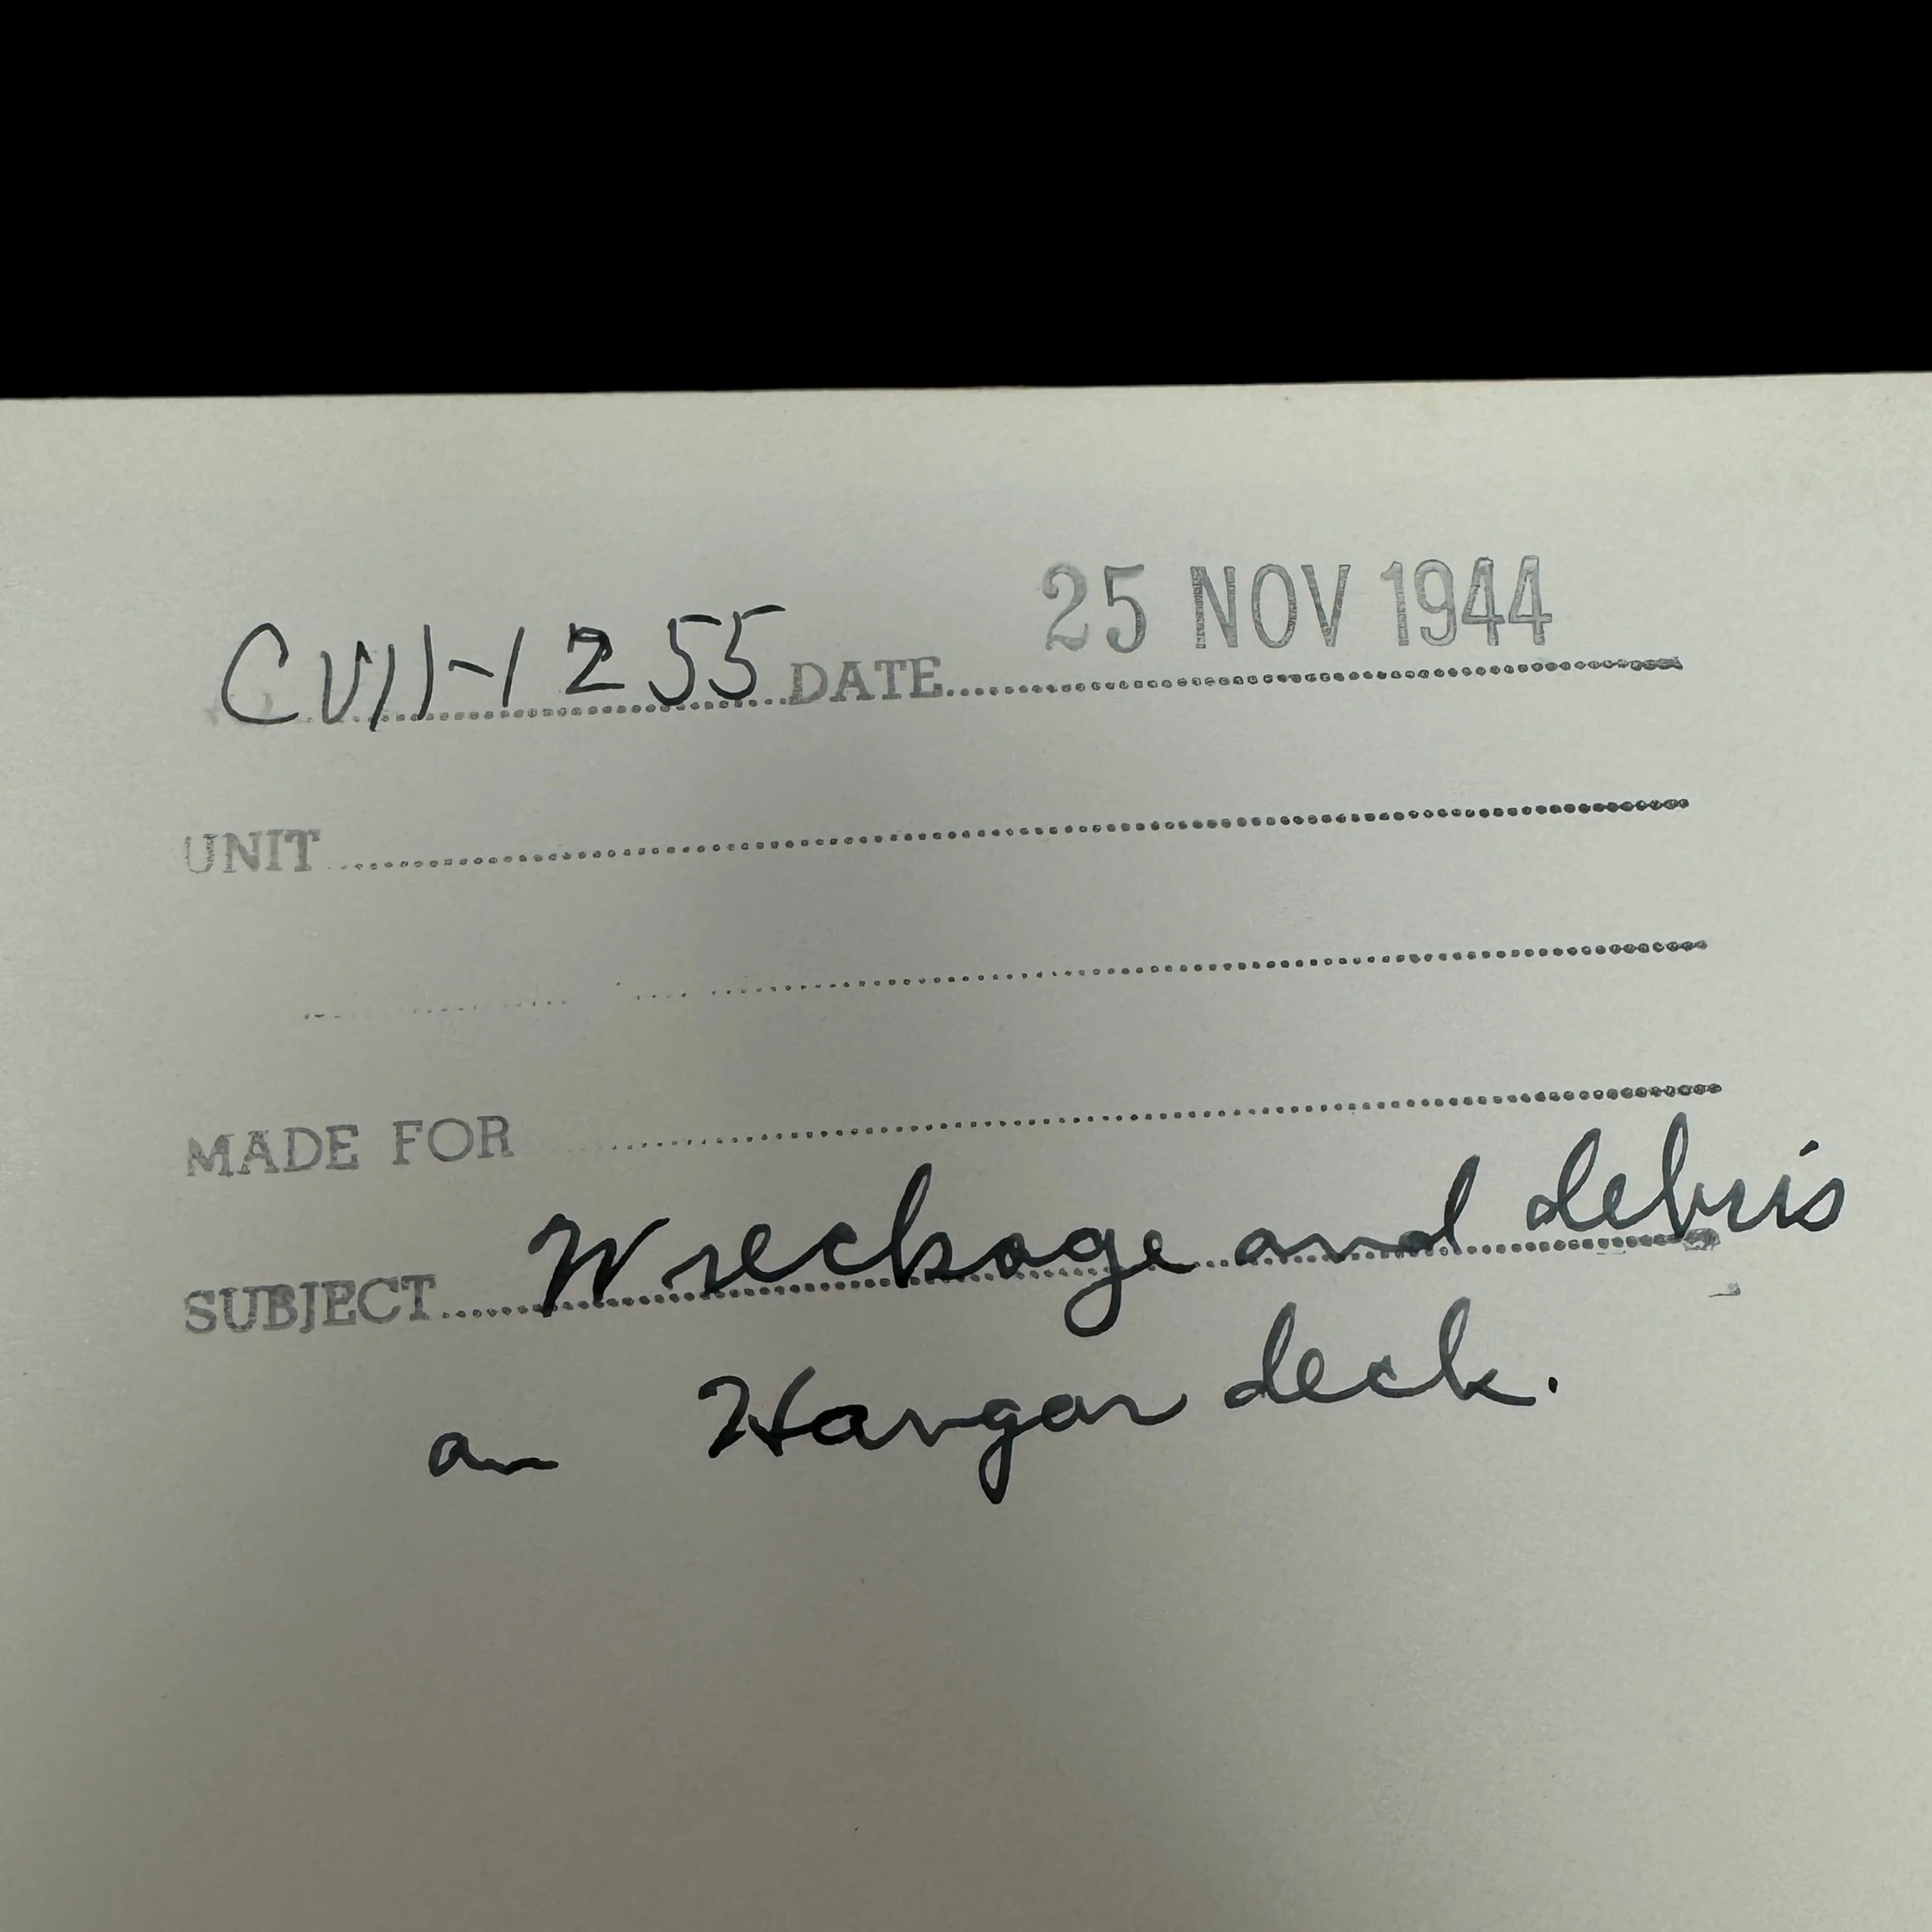 CV11-1255 DATE 25 NOV 1944
UNIT
MADE FOR
SUBJECT Wreckage and debris
on Hangar deck.